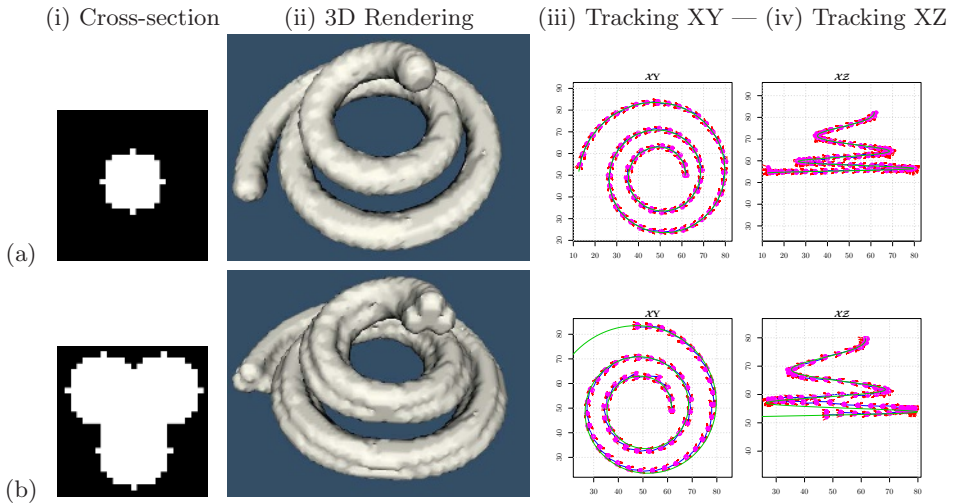 (i) Cross-section (ii) 3D Rendering (iii) Tracking XY — (iv) Tracking XZ
XY XZ
90 80 70 60 50 40 30 20
10 20 30 40 50 60 70 80
90 80 70 60 50 40 30
10 20 30 40 50 60 70 80
(a)
XY XZ
80 70 60 50 40 30
30 40 50 60 70 80
80 70 60 50 40
30 40 50 60 70 80
(b)